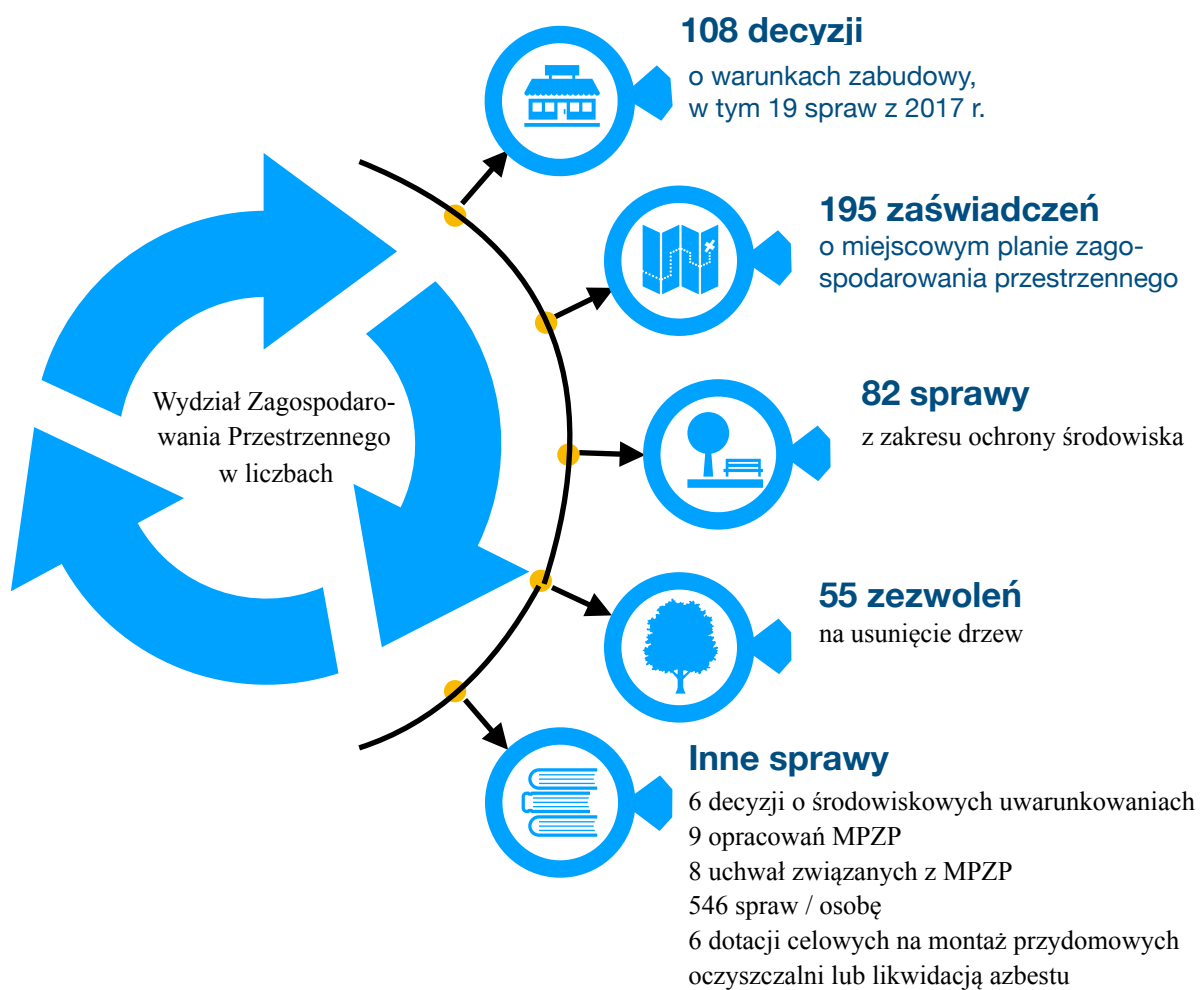 108 decyzji
o warunkach zabudowy,
w tym 19 spraw z 2017 r.
195 zaświadczeń
o miejscowym planie zago-
spodarowania przestrzennego
Wydział Zagospodaro-
wania Przestrzennego
w liczbach
82 sprawy
z zakresu ochrony środowiska
55 zezwoleń
na usunięcie drzew
Inne sprawy
6 decyzji o środowiskowych uwarunkowaniach
9 opracowań MPZP
8 uchwał związanych z MPZP
546 spraw / osobę
6 dotacji celowych na montaż przydomowych
oczyszczalni lub likwidacją azbestu